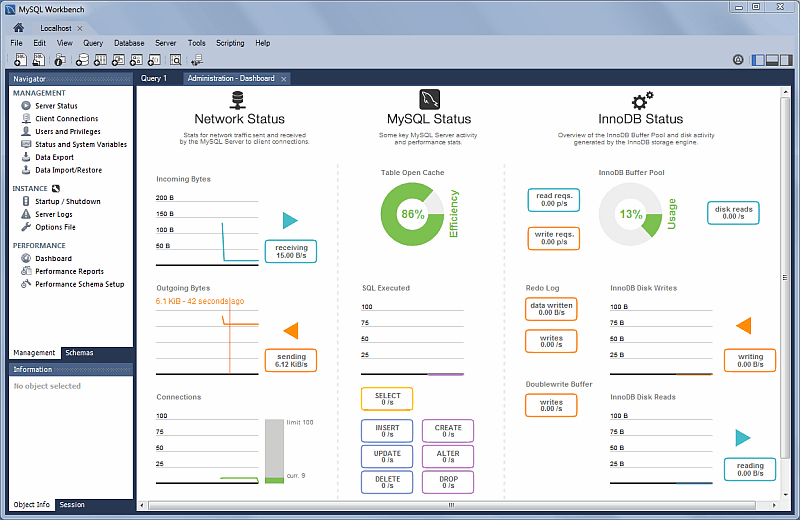 MySQL Workbench
Localhost
File Edit View Query Database Server Tools Scripting Help
Navigator
MANAGEMENT
Server Status
Client Connections
Users and Privileges
Status and System Variables
Data Export
Data Import/Restore
INSTANCE
Startup / Shutdown
Server Logs
Options File
PERFORMANCE
Dashboard
Performance Reports
Performance Schema Setup
Management Schemas
Information
No object selected
Object Info Session
Query 1 Administration - Dashboard
Network Status
Stats for network traffic sent and received
by the MySQL Server to client connections.
Incoming Bytes
200 B
150 B
100 B
50 B
receiving
15.00 B/s
Outgoing Bytes
6.1 KiB - 42 seconds ago
sending
6.12 KiB/s
Connections
100
75
50
25
limit 100
curr. 9
MySQL Status
Some key MySQL Server activity
and performance stats.
Table Open Cache
86%
Efficiency
SQL Executed
100
75
50
25
SELECT
0 /s
INSERT
0 /s
CREATE
0 /s
UPDATE
0 /s
ALTER
0 /s
DELETE
0 /s
DROP
0 /s
InnoDB Status
Overview of the InnoDB Buffer Pool and disk activity
generated by the InnoDB storage engine.
InnoDB Buffer Pool
read reqs.
0.00 p/s
write reqs.
0.00 p/s
13%
Usage
disk reads
0.00 /s
Redo Log
data written
0.00 B/s
writes
0.00 /s
InnoDB Disk Writes
100 B
75 B
50 B
25 B
writing
0.00 B/s
Doublewrite Buffer
writes
0.00 /s
InnoDB Disk Reads
100 B
75 B
50 B
25 B
reading
0.00 B/s